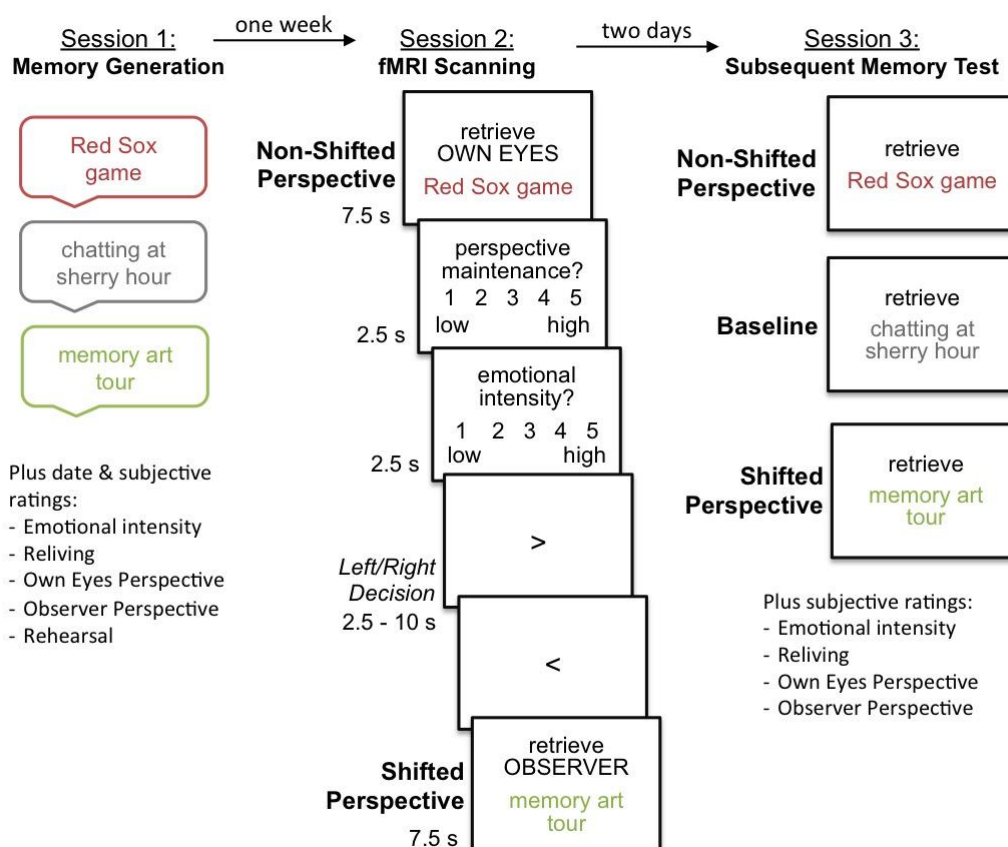 Session 1:
Memory Generation
one week
Session 2:
fMRI Scanning
two days
Session 3:
Subsequent Memory Test
Red Sox
game
chatting at
sherry hour
memory art
tour
Plus date & subjective
ratings:
- Emotional intensity
- Reliving
- Own Eyes Perspective
- Observer Perspective
- Rehearsal
Non-Shifted
Perspective
7.5 s
retrieve
OWN EYES
Red Sox game
perspective
maintenance?
1 2 3 4 5
low high
2.5 s
emotional
intensity?
1 2 3 4 5
low high
2.5 s
>
Left/Right
Decision
2.5 - 10 s
<
Shifted
Perspective
7.5 s
retrieve
OBSERVER
memory art
tour
Non-Shifted
Perspective
retrieve
Red Sox game
Baseline
retrieve
chatting at
sherry hour
Shifted
Perspective
retrieve
memory art
tour
Plus subjective ratings:
- Emotional intensity
- Reliving
- Own Eyes Perspective
- Observer Perspective